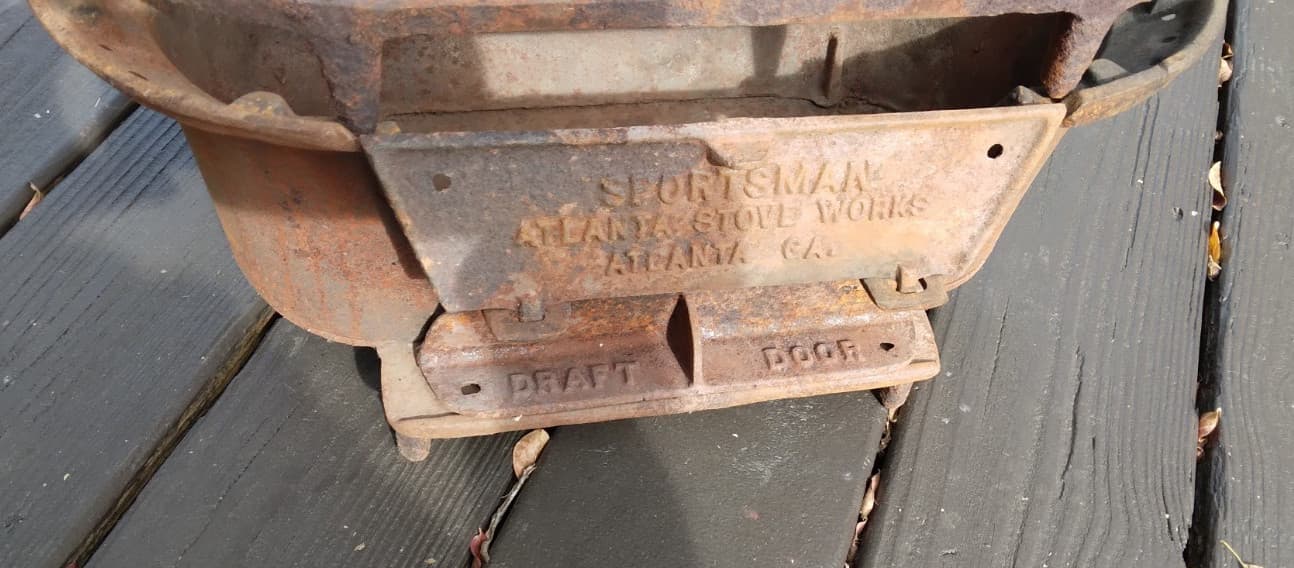 SPORTSMAN
ATLANTA STOVE WORKS
ATLANTA GA.
DRAFT DOOR